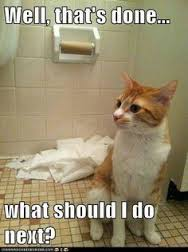 Well, that's done...
what should I do
next?